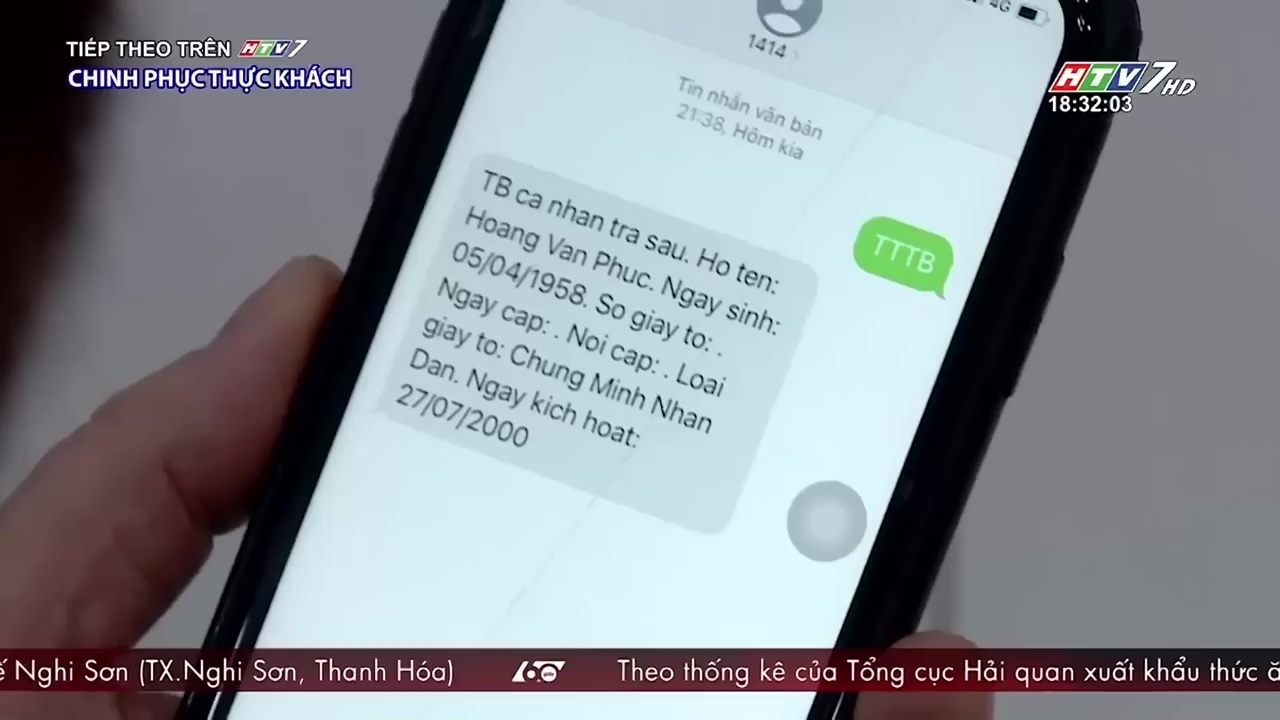 TIẾP THEO TRÊN HTV7
CHINH PHỤC THỰC KHÁCH
HTV7 HD
18:32:03
4G
1414
Tin nhắn văn bản
21:38, Hôm kia
TTTB
TB ca nhan tra sau. Ho ten:
Hoang Van Phuc. Ngay sinh:
05/04/1958. So giay to: .
Ngay cap: . Noi cap: . Loai
giay to: Chung Minh Nhan
Dan. Ngay kich hoat:
27/07/2000
Nghi Sơn (TX.Nghi Sơn, Thanh Hóa) 60 giây Theo thống kê của Tổng cục Hải quan xuất khẩu thức